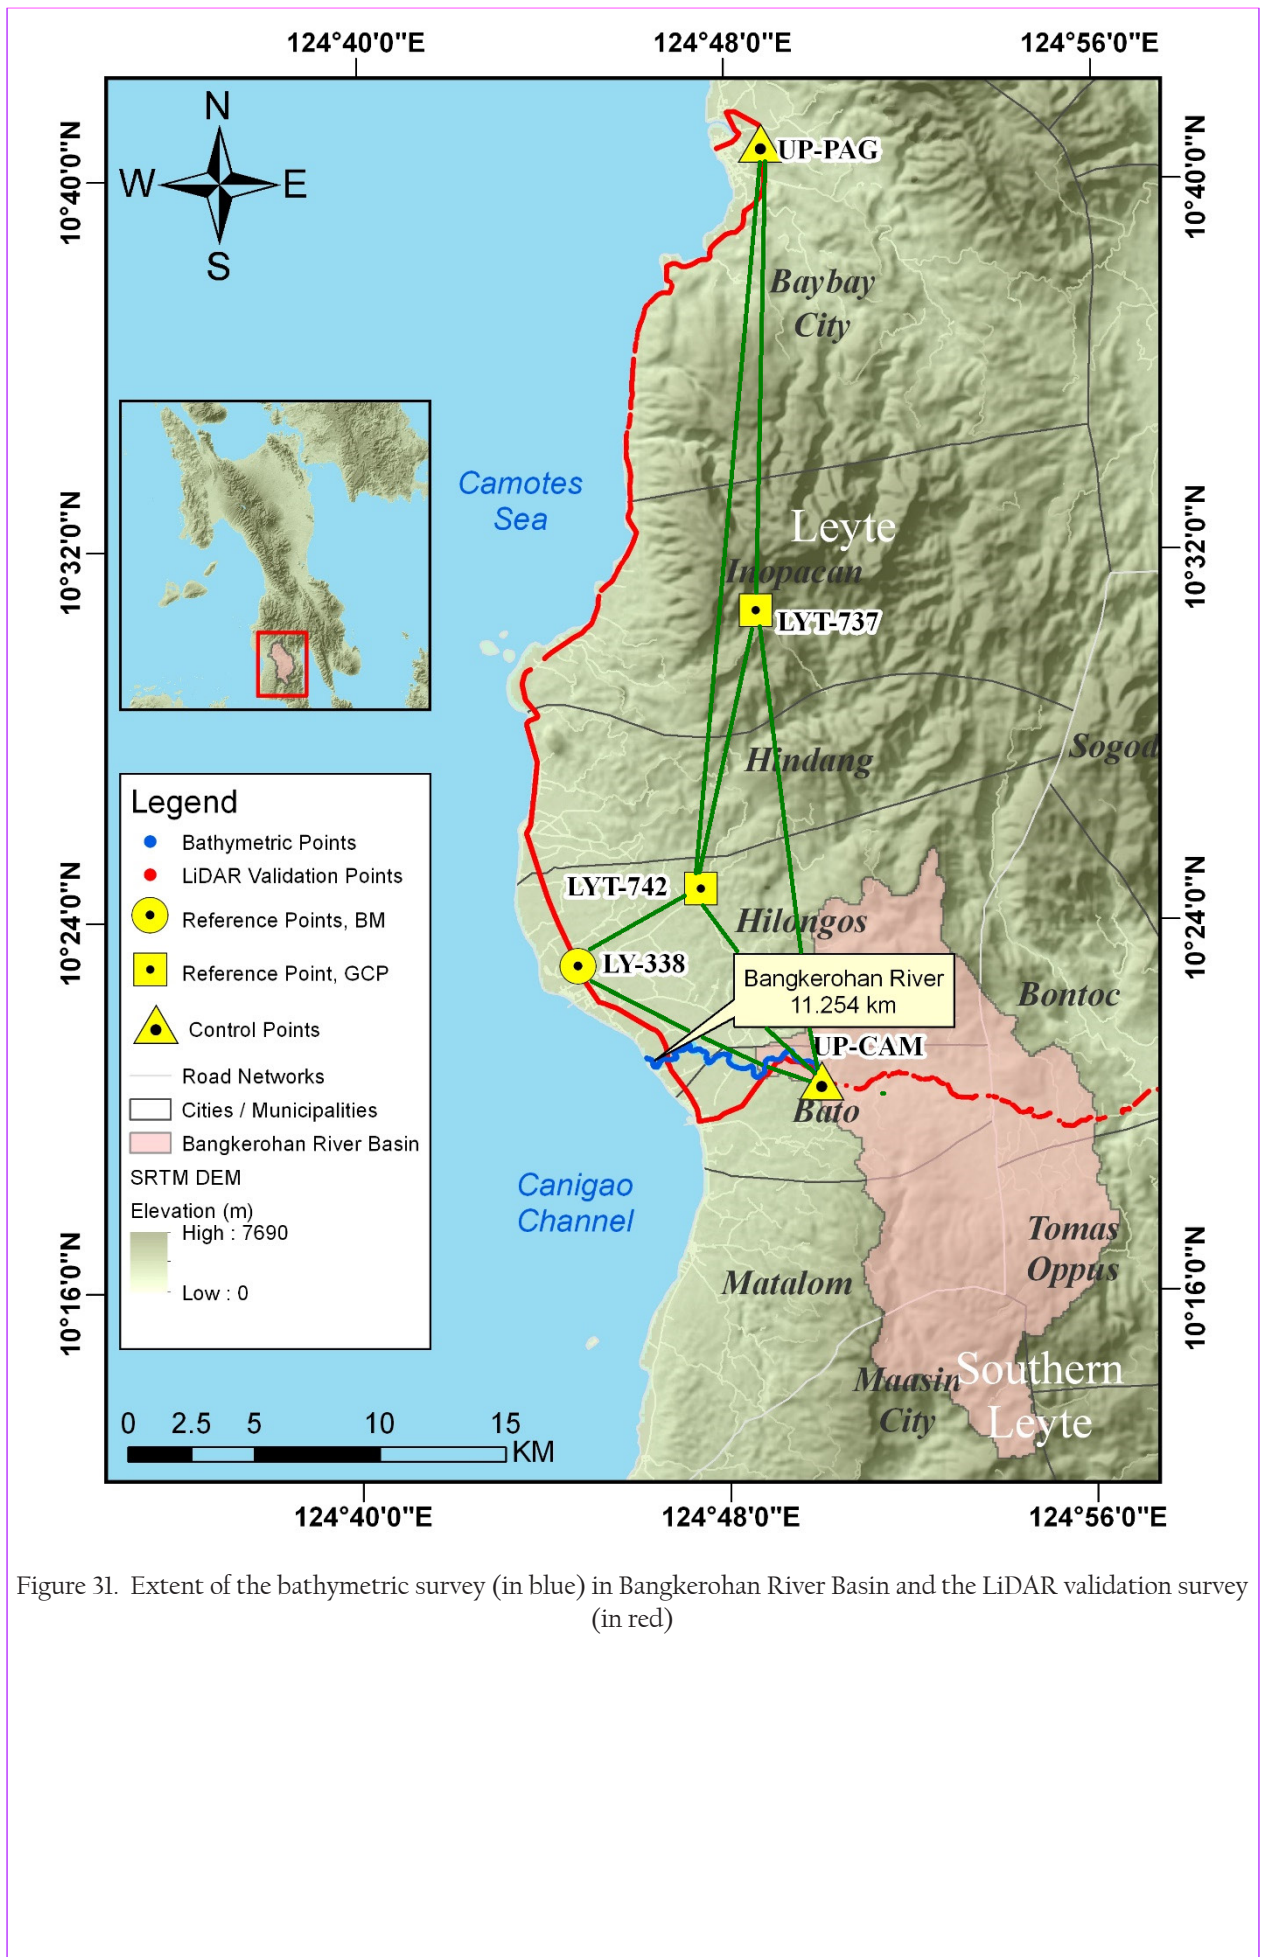 124°40'0"E
124°48'0"E
124°56'0"E
N
W
E
S
10°40'0"N
10°40'0"N
UP-PAG
Baybay
City
Camotes
Sea
Leyte
10°32'0"N
10°32'0"N
Inopacan
LYT-737
Sogod
Hindang
Legend
Bathymetric Points
LiDAR Validation Points
Reference Points, BM
Reference Point, GCP
Control Points
Road Networks
Cities / Municipalities
Bangkerohan River Basin
SRTM DEM
Elevation (m)
High : 7690
Low : 0
LYT-742
Hilongos
10°24'0"N
10°24'0"N
LY-338
Bangkerohan River
11.254 km
Bontoc
UP-CAM
Bato
Canigao
Channel
Tomas
Oppus
Matalom
10°16'0"N
10°16'0"N
Maasin
City
Southern
Leyte
0 2.5 5 10 15
KM
124°40'0"E
124°48'0"E
124°56'0"E
Figure 31. Extent of the bathymetric survey (in blue) in Bangkerohan River Basin and the LiDAR validation survey
(in red)